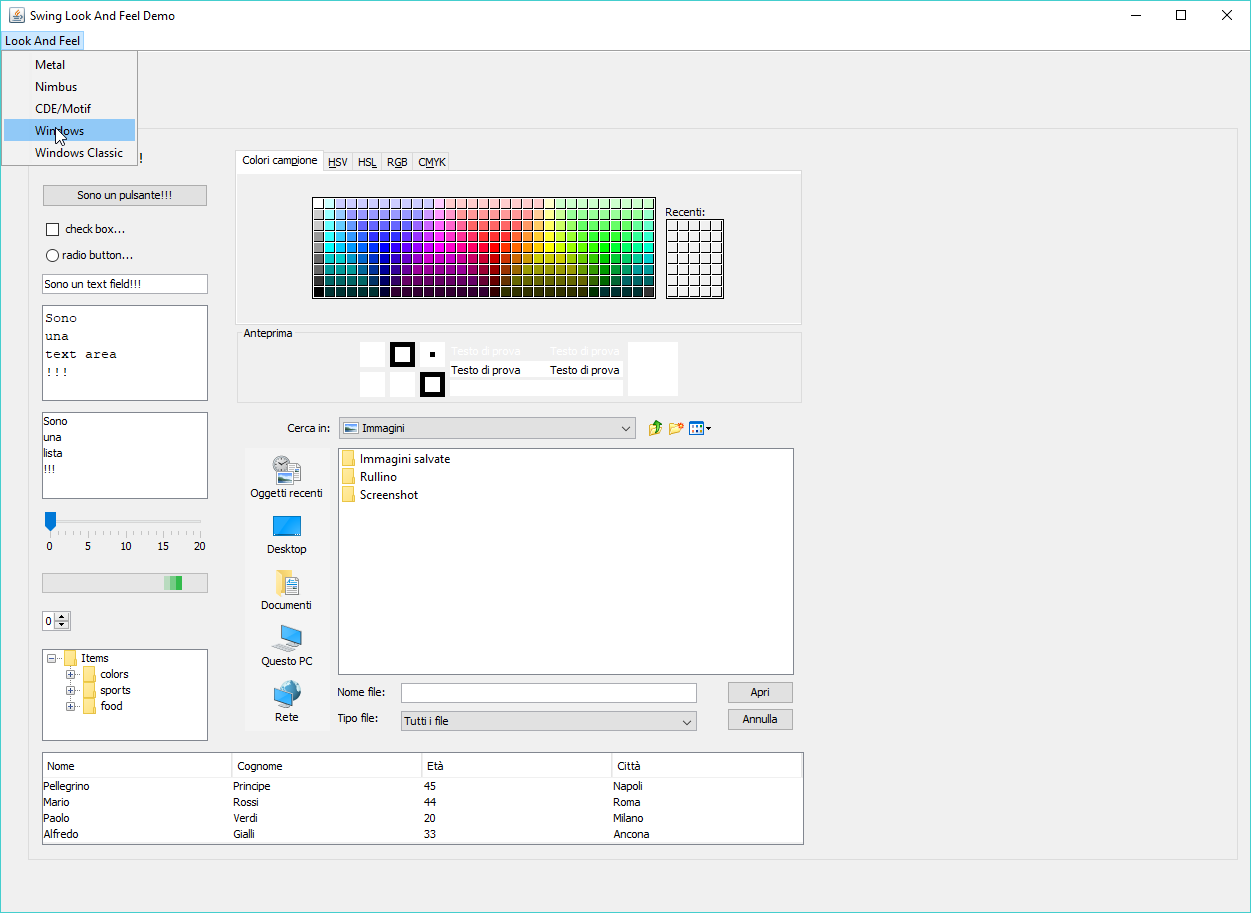 Swing Look And Feel Demo
Look And Feel
Metal
Nimbus
CDE/Motif
Windows
Windows Classic
!
Sono un pulsante!!!
check box...
radio button...
Sono un text field!!!
Sono
una
text area
!!!
Sono
una
lista
!!!
0 5 10 15 20
0
Items
colors
sports
food
Colori campione HSV HSL RGB CMYK
Recenti:
Anteprima
Testo di prova Testo di prova
Testo di prova Testo di prova
Cerca in: Immagini
Oggetti recenti
Desktop
Documenti
Questo PC
Rete
Immagini salvate
Rullino
Screenshot
Nome file: Apri
Tipo file: Tutti i file Annulla
Nome Cognome Età Città
Pellegrino Principe 45 Napoli
Mario Rossi 44 Roma
Paolo Verdi 20 Milano
Alfredo Gialli 33 Ancona